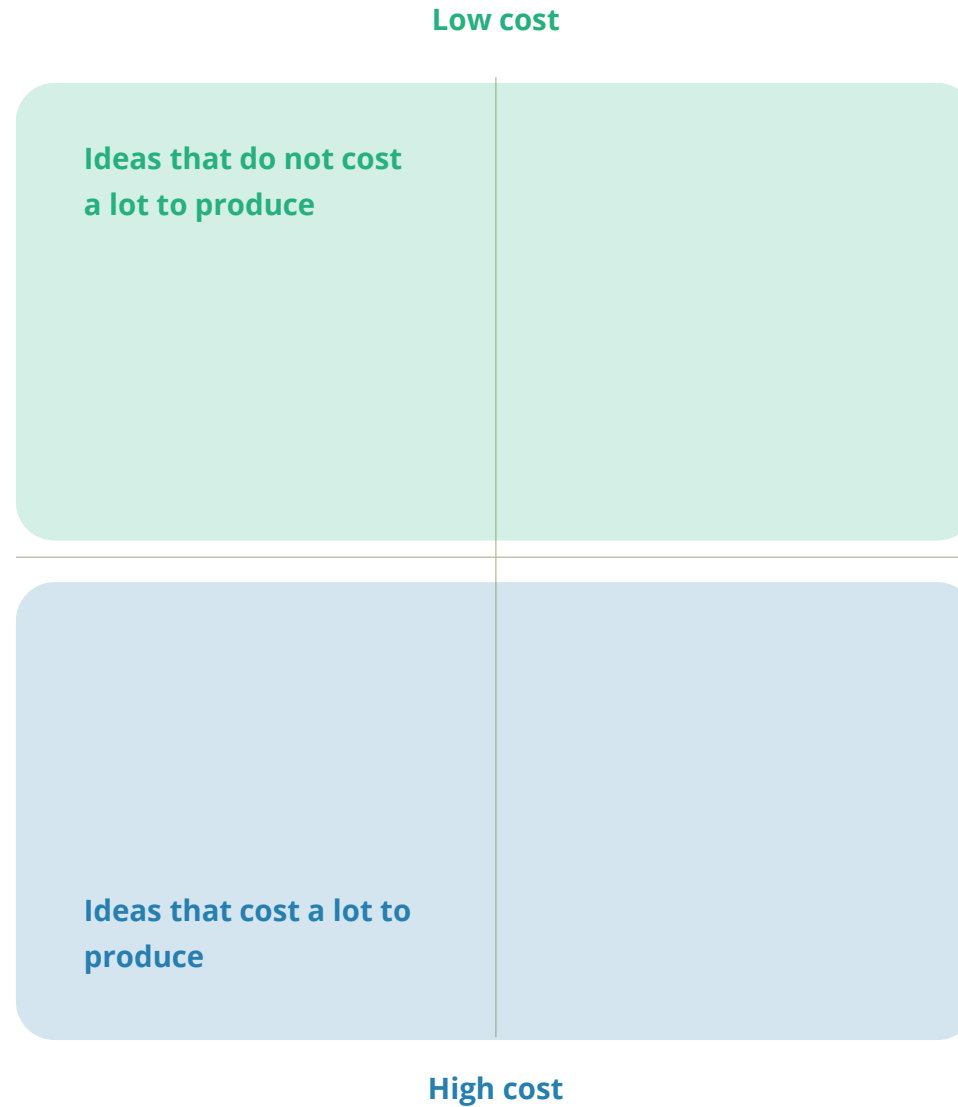 Low cost
Ideas that do not cost
a lot to produce
Ideas that cost a lot to
produce
High cost